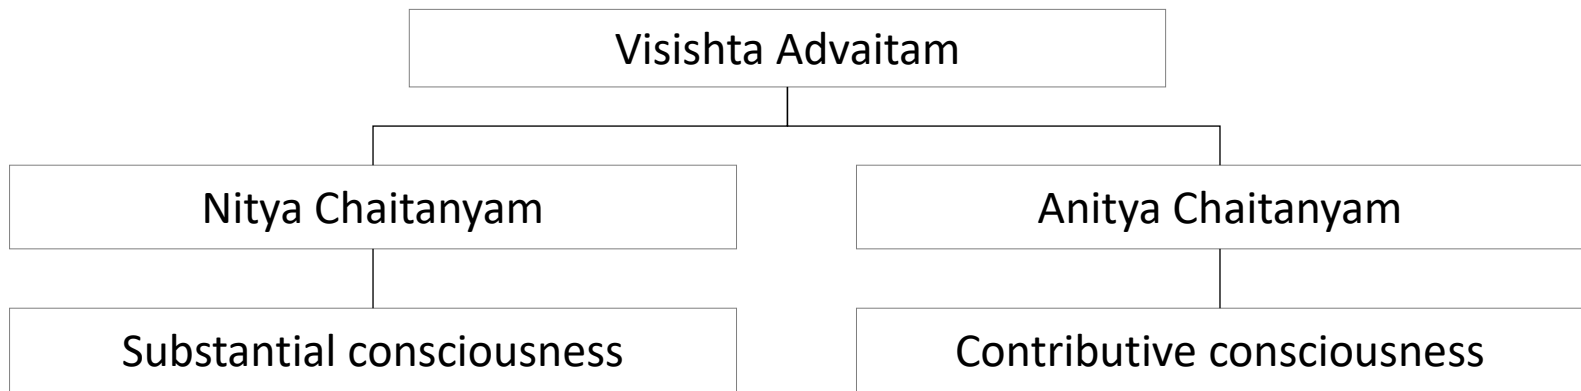 Visishta Advaitam
Nitya Chaitanyam
Anitya Chaitanyam
Substantial consciousness
Contributive consciousness